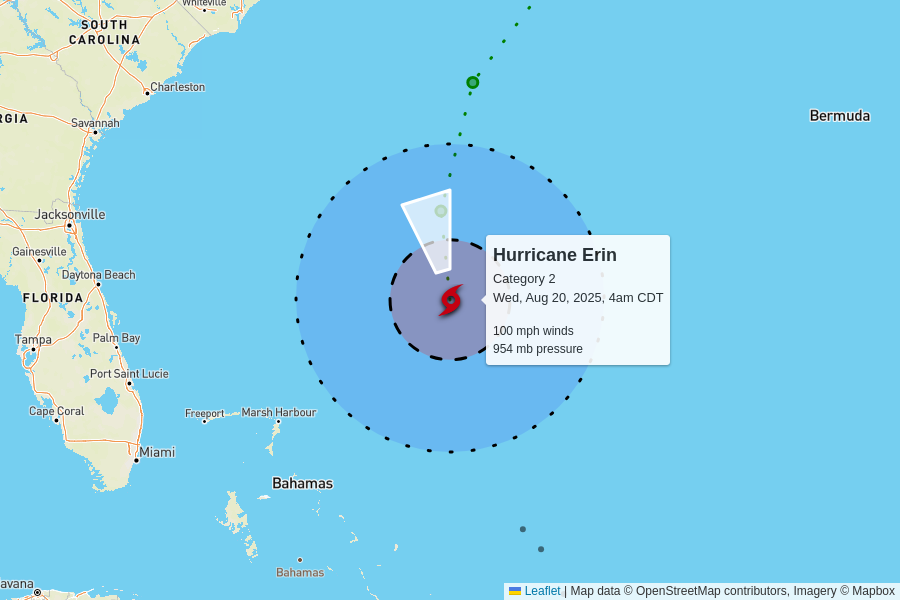 Whiteville
SOUTH
CAROLINA
Charleston
Bermuda
RGIA
Savannah
Jacksonville
Gainesville
Daytona Beach
FLORIDA
Tampa
Palm Bay
Port Saint Lucie
Cape Coral
Freeport
Marsh Harbour
Miami
Bahamas
Bahamas
avana
Hurricane Erin
Category 2
Wed, Aug 20, 2025, 4am CDT
100 mph winds
954 mb pressure
Leaflet | Map data © OpenStreetMap contributors, Imagery © Mapbox